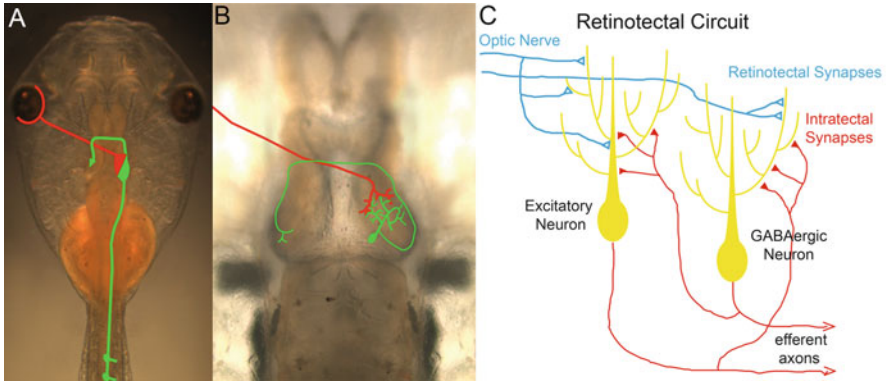 A
B
C
Retinotectal Circuit
Optic Nerve
Retinotectal Synapses
Intratectal
Synapses
Excitatory
Neuron
GABAergic
Neuron
efferent
axons